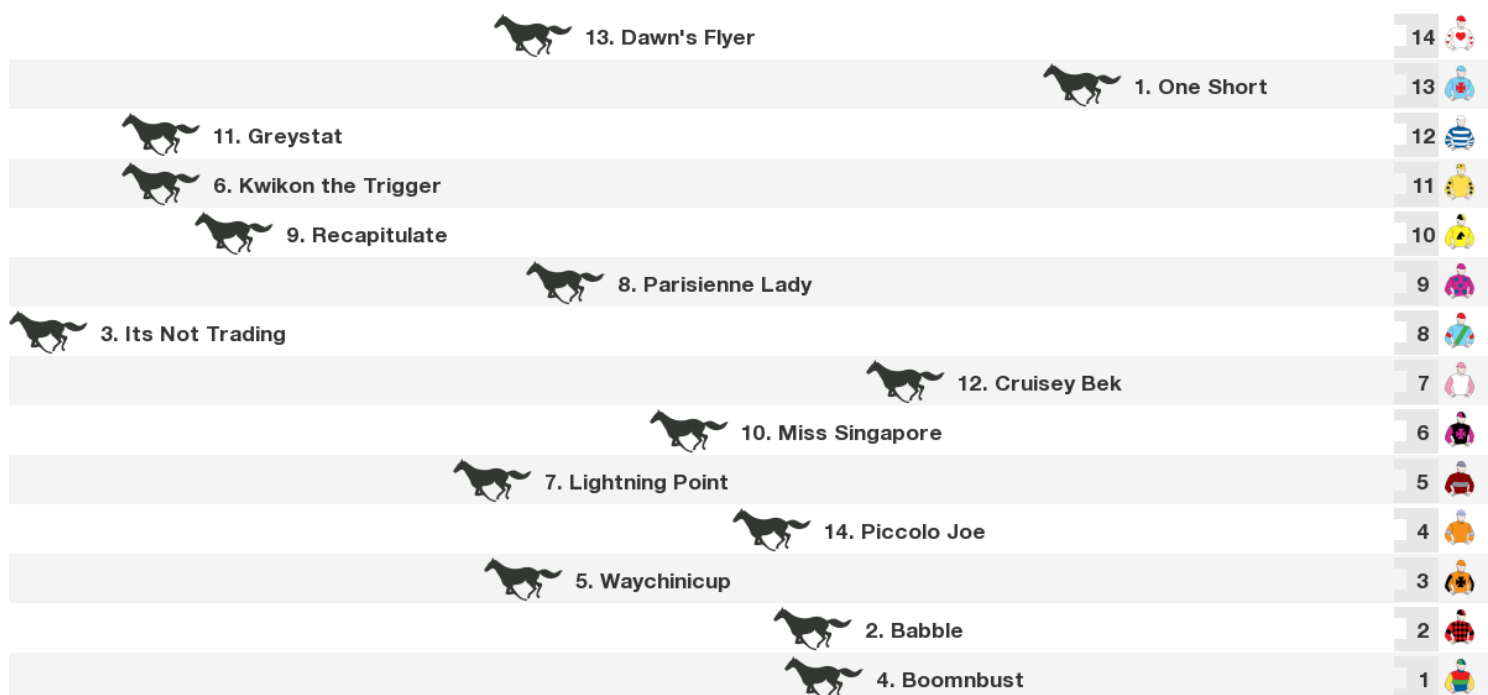 13. Dawn's Flyer 14
1. One Short 13
11. Greystat 12
6. Kwikon the Trigger 11
9. Recapitulate 10
8. Parisienne Lady 9
3. Its Not Trading 8
12. Cruisey Bek 7
10. Miss Singapore 6
7. Lightning Point 5
14. Piccolo Joe 4
5. Waychinicup 3
2. Babble 2
4. Boomnbust 1